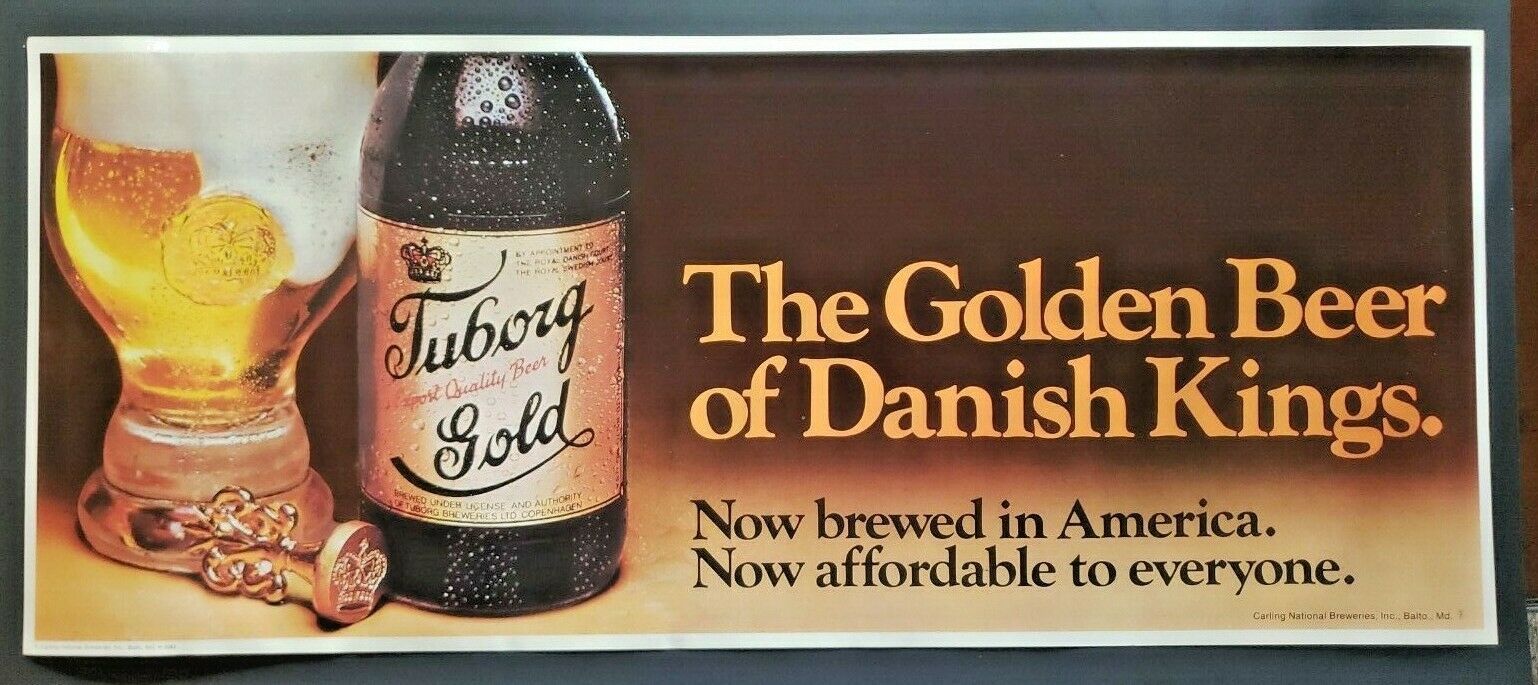 BY APPOINTMENT TO
THE ROYAL DANISH COURT
THE ROYAL SWEDISH COURT
Tuborg
Export Quality Beer
Gold
BREWED UNDER LICENSE AND AUTHORITY
OF TUBORG BREWERIES LTD. COPENHAGEN
The Golden Beer
of Danish Kings.
Now brewed in America.
Now affordable to everyone.
Carling National Breweries, Inc., Balto., Md.